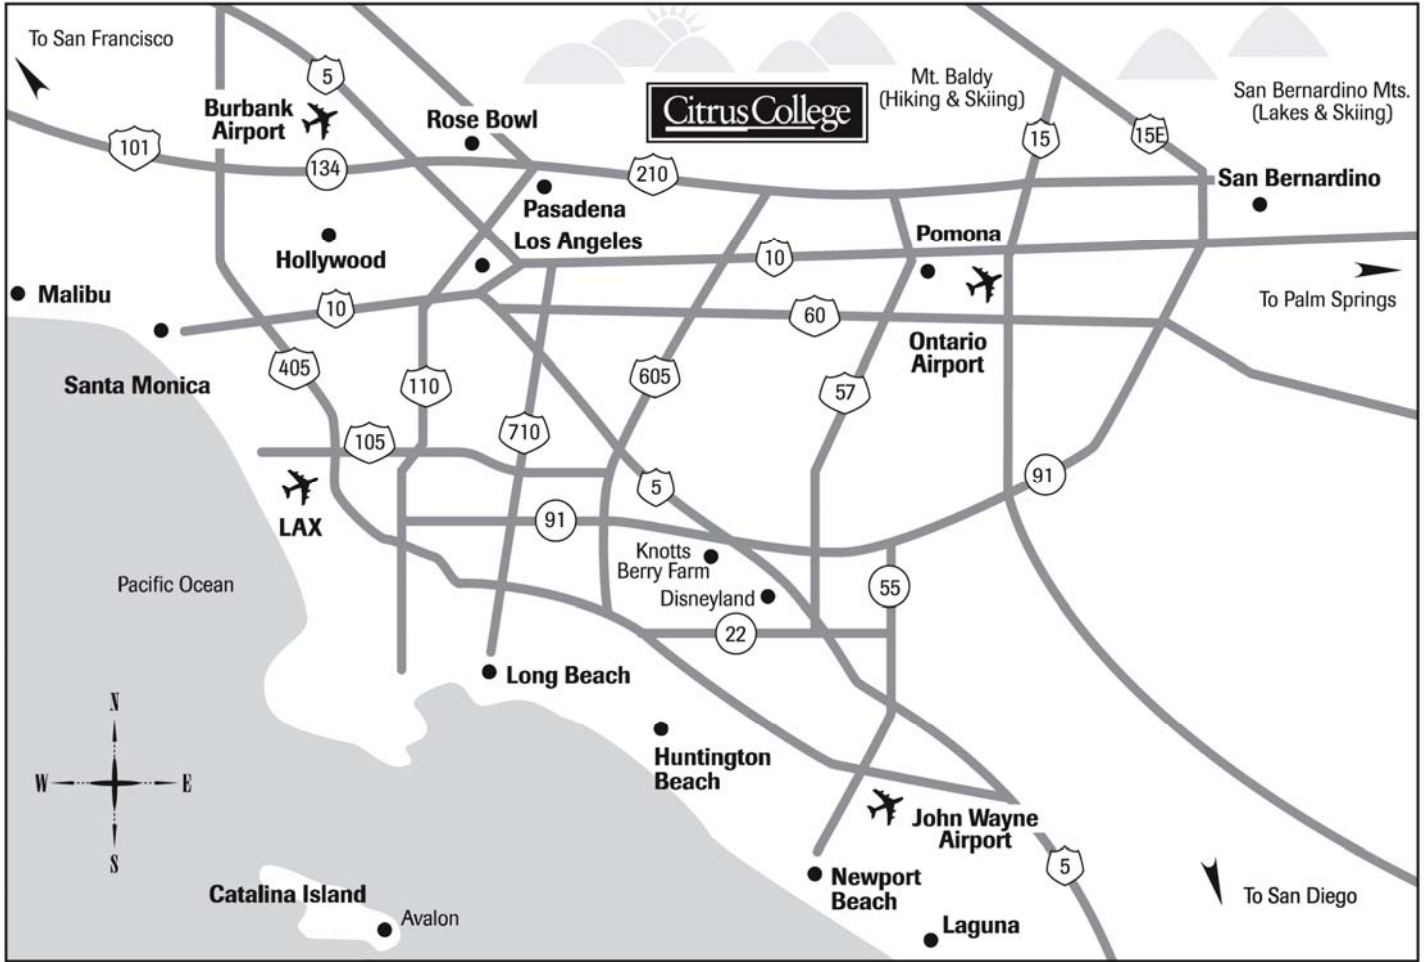 To San Francisco
5
Burbank
Airport
Rose Bowl
Citrus College
Mt. Baldy
(Hiking & Skiing)
San Bernardino Mts.
(Lakes & Skiing)
101
134
210
15
15E
San Bernardino
Pasadena
Los Angeles
Hollywood
10
Pomona
Malibu
10
60
To Palm Springs
Ontario
Airport
Santa Monica
405
110
605
57
105
710
5
91
LAX
91
Knotts
Berry Farm
Disneyland
55
Pacific Ocean
22
Long Beach
N
W
E
S
Huntington
Beach
John Wayne
Airport
5
Catalina Island
Avalon
Newport
Beach
Laguna
To San Diego